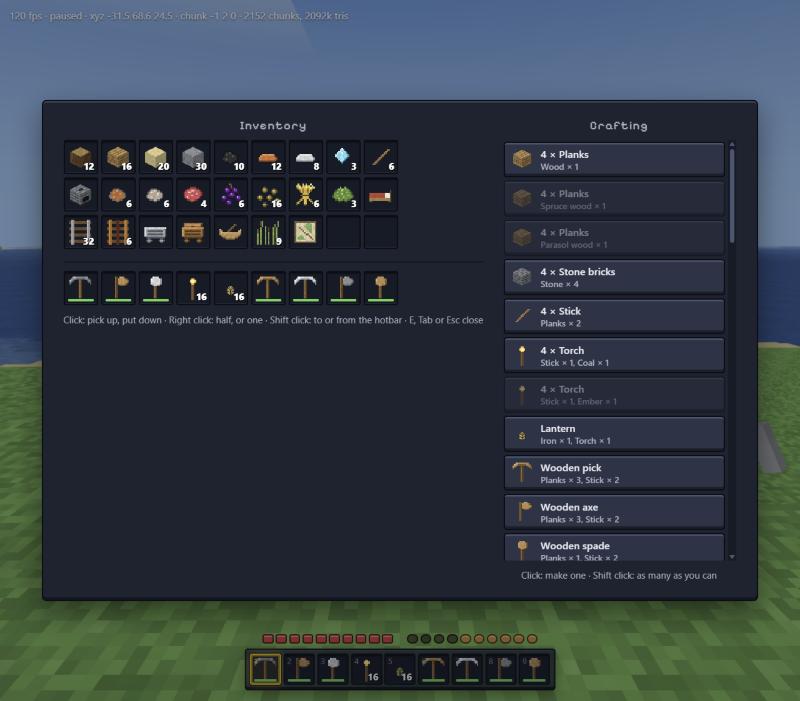 120 fps · paused · xyz -31.5 68.6 24.5 · chunk -1 2 0 · 2152 chunks, 2092k tris
Inventory
12 16 20 30 10 12 8 3 6
6 6 4 6 16 6 3
32 6 9
16 16
Click: pick up, put down · Right click: half, or one · Shift click: to or from the hotbar · E, Tab or Esc close
Crafting
4 × Planks
Wood × 1
4 × Planks
Spruce wood × 1
4 × Planks
Parasol wood × 1
4 × Stone bricks
Stone × 4
4 × Stick
Planks × 2
4 × Torch
Stick × 1, Coal × 1
4 × Torch
Stick × 1, Ember × 1
Lantern
Iron × 1, Torch × 1
Wooden pick
Planks × 3, Stick × 2
Wooden axe
Planks × 3, Stick × 2
Wooden spade
Planks × 1, Stick × 2
Click: make one · Shift click: as many as you can
2 3 4 16 5 16 8 9